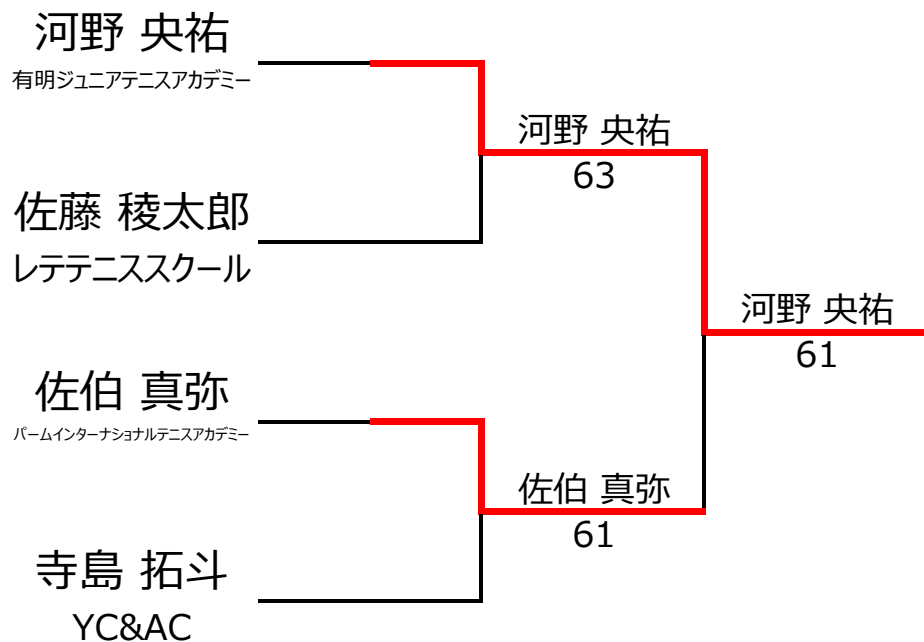 河野 央祐
有明ジュニアテニスアカデミー
河野 央祐
63
佐藤 稜太郎
レテテニススクール
河野 央祐
61
佐伯 真弥
パームインターナショナルテニスアカデミー
佐伯 真弥
61
寺島 拓斗
YC&AC